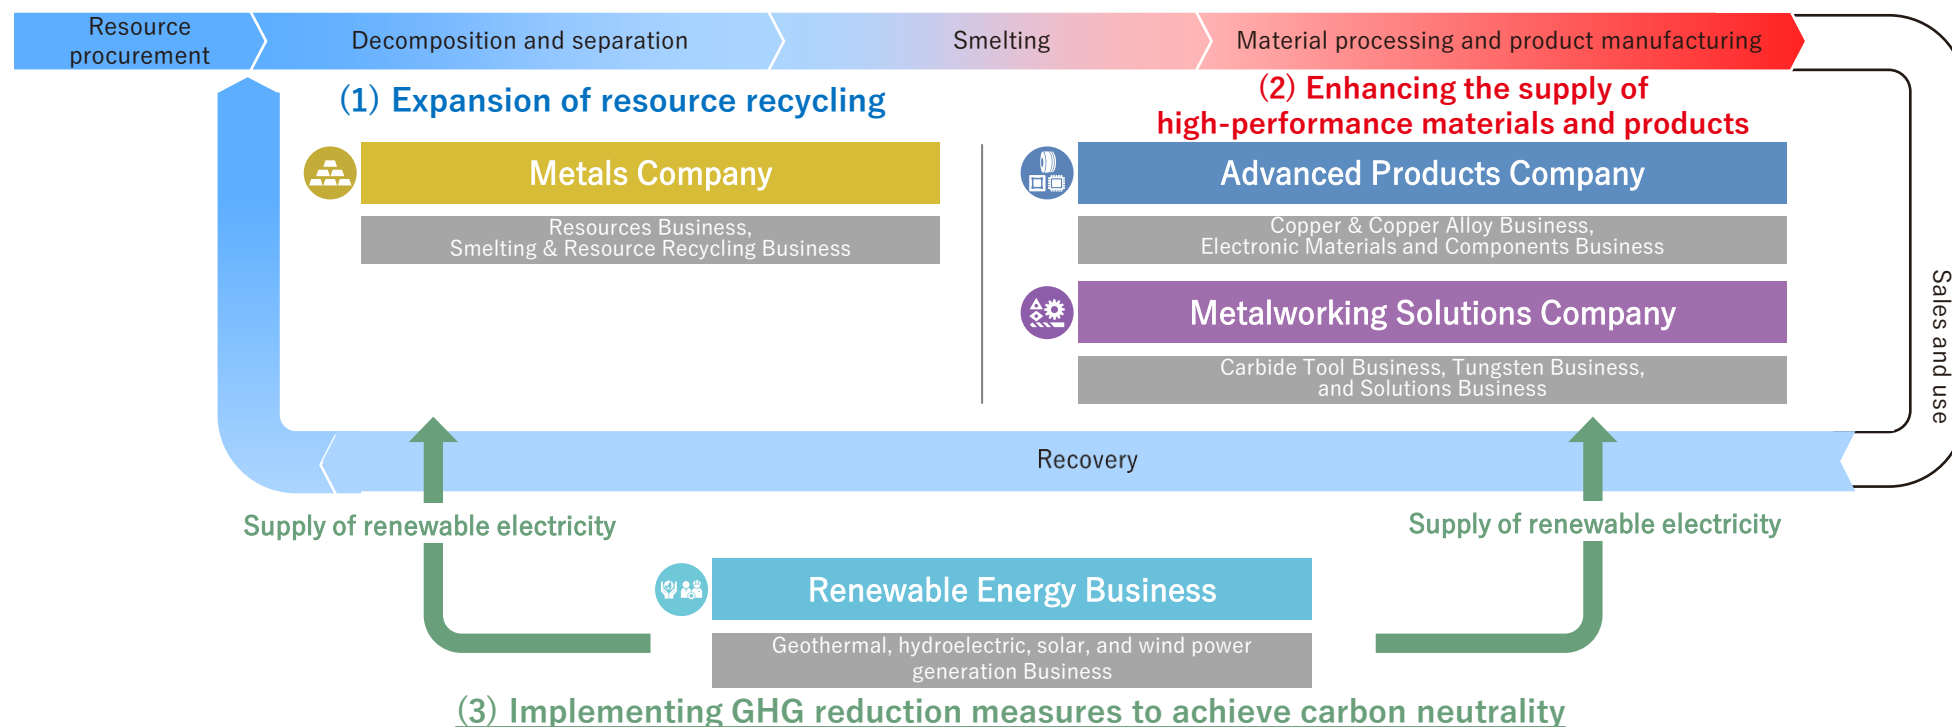 Resource
procurement
Decomposition and separation
Smelting
Material processing and product manufacturing
(1) Expansion of resource recycling
(2) Enhancing the supply of
high-performance materials and products
Metals Company
Resources Business,
Smelting & Resource Recycling Business
Advanced Products Company
Copper & Copper Alloy Business,
Electronic Materials and Components Business
Metalworking Solutions Company
Carbide Tool Business, Tungsten Business,
and Solutions Business
Sales and use
Recovery
Supply of renewable electricity
Supply of renewable electricity
Renewable Energy Business
Geothermal, hydroelectric, solar, and wind power
generation Business
(3) Implementing GHG reduction measures to achieve carbon neutrality